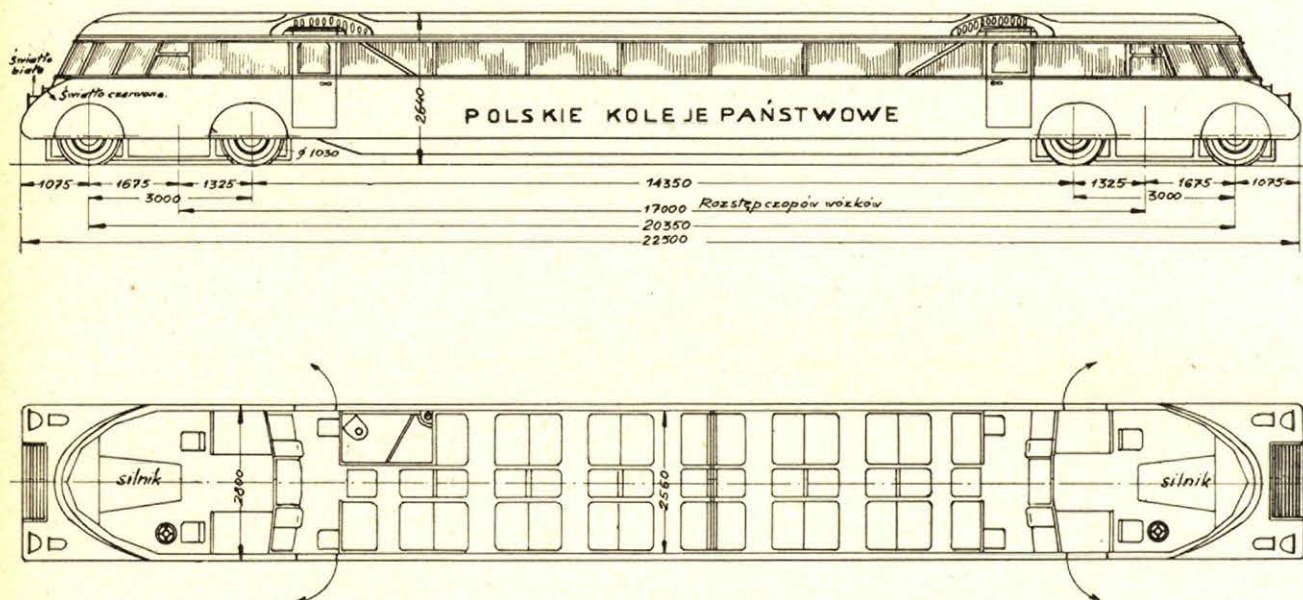 Światło
białe
Światło czerwone.
2640
POLSKIE KOLEJE PAŃSTWOWE
ø 1030
1075 1675 1325 14350 1325 1675 1075
3000 3000
17000 Rozstęp czopów wózków
20350
22500
silnik 2800 2560 silnik